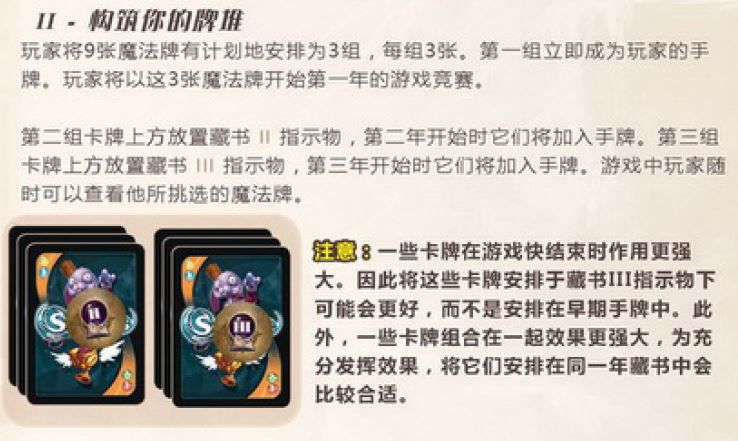 II - 构筑你的牌堆
玩家将9张魔法牌有计划地安排为3组，每组3张。第一组立即成为玩家的手
牌。玩家将以这3张魔法牌开始第一年的游戏竞赛。
第二组卡牌上方放置藏书 II 指示物，第二年开始时它们将加入手牌。第三组
卡牌上方放置藏书 III 指示物，第三年开始时它们将加入手牌。游戏中玩家随
时可以查看他所挑选的魔法牌。
注意：一些卡牌在游戏快结束时作用更强
大。因此将这些卡牌安排于藏书III指示物下
可能会更好，而不是安排在早期手牌中。此
外，一些卡牌组合在一起效果更强大，为充
分发挥效果，将它们安排在同一年藏书中会
比较合适。
II
III
S
S